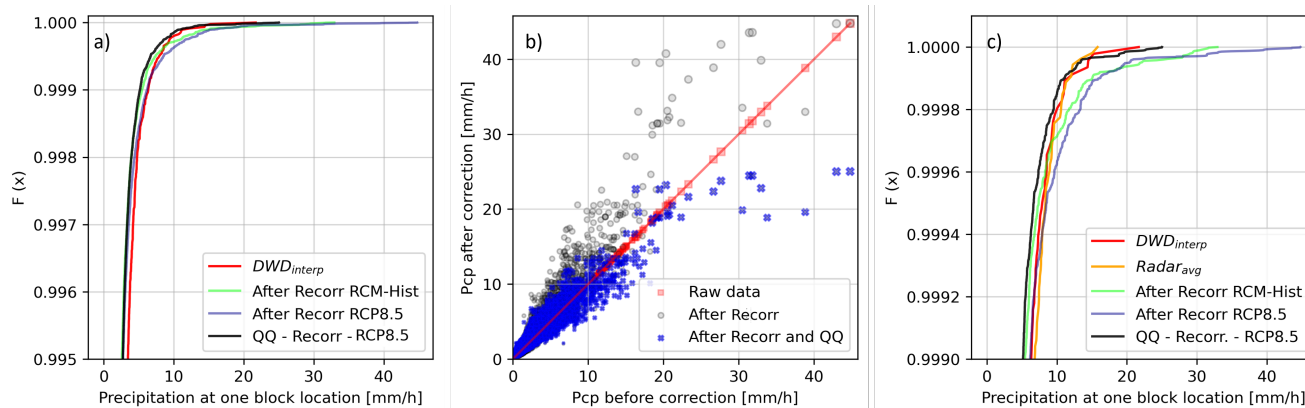 a)
F (x)
1.000
0.999
0.998
0.997
0.996
0.995
DWD_interp
After Recorr RCM-Hist
After Recorr RCP8.5
QQ - Recorr - RCP8.5
0 10 20 30 40
Precipitation at one block location [mm/h]
b)
Pcp after correction [mm/h]
40
30
20
10
0
Raw data
After Recorr
After Recorr and QQ
0 10 20 30 40
Pcp before correction [mm/h]
c)
F (x)
1.0000
0.9998
0.9996
0.9994
0.9992
0.9990
DWD_interp
Radar_avg
After Recorr RCM-Hist
After Recorr RCP8.5
QQ - Recorr. - RCP8.5
0 10 20 30 40
Precipitation at one block location [mm/h]